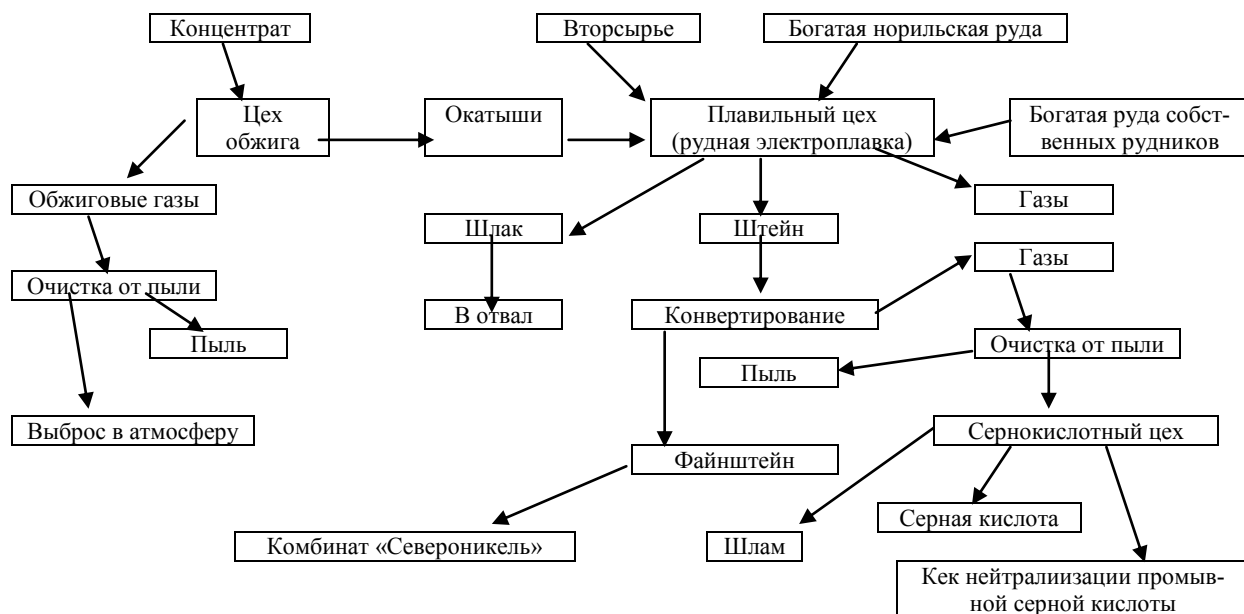 Концентрат
Вторсырье
Богатая норильская руда
Цех
обжига
Окатыши
Плавильный цех
(рудная электроплавка)
Богатая руда собст-
венных рудников
Обжиговые газы
Газы
Шлак
Штейн
Газы
Очистка от пыли
В отвал
Конвертирование
Пыль
Очистка от пыли
Пыль
Выброс в атмосферу
Сернокислотный цех
Файнштейн
Серная кислота
Комбинат «Североникель»
Шлам
Кек нейтралиизации промыв-
ной серной кислоты